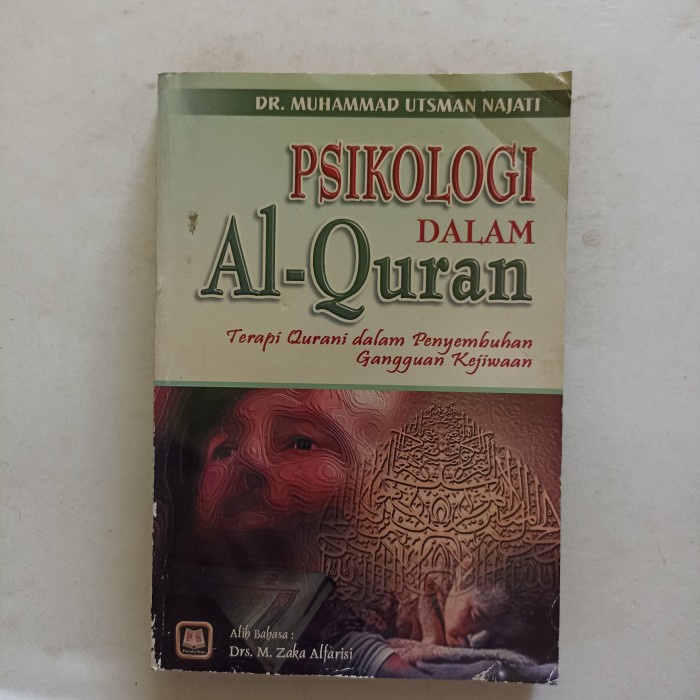 DR. MUHAMMAD UTSMAN NAJATI
PSIKOLOGI
DALAM
Al-Quran
Terapi Qurani dalam Penyembuhan
Gangguan Kejiwaan
Alih Bahasa :
Drs. M. Zaka Alfarisi